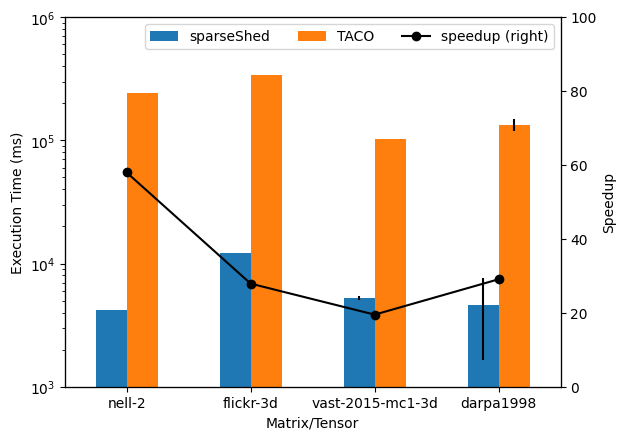 sparseShed TACO speedup (right)
Execution Time (ms)
10^6
10^5
10^4
10^3
100
80
60
40
20
0
Speedup
nell-2 flickr-3d vast-2015-mc1-3d darpa1998
Matrix/Tensor